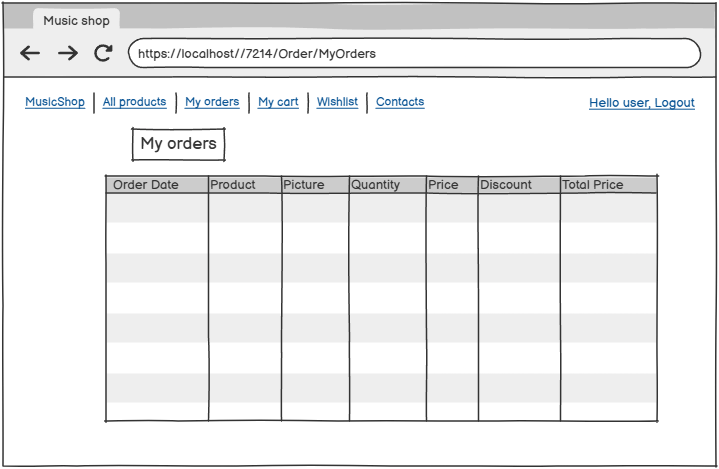 Music shop
https://localhost//7214/Order/MyOrders
MusicShop All products My orders My cart Wishlist Contacts Hello user, Logout
My orders
Order Date Product Picture Quantity Price Discount Total Price